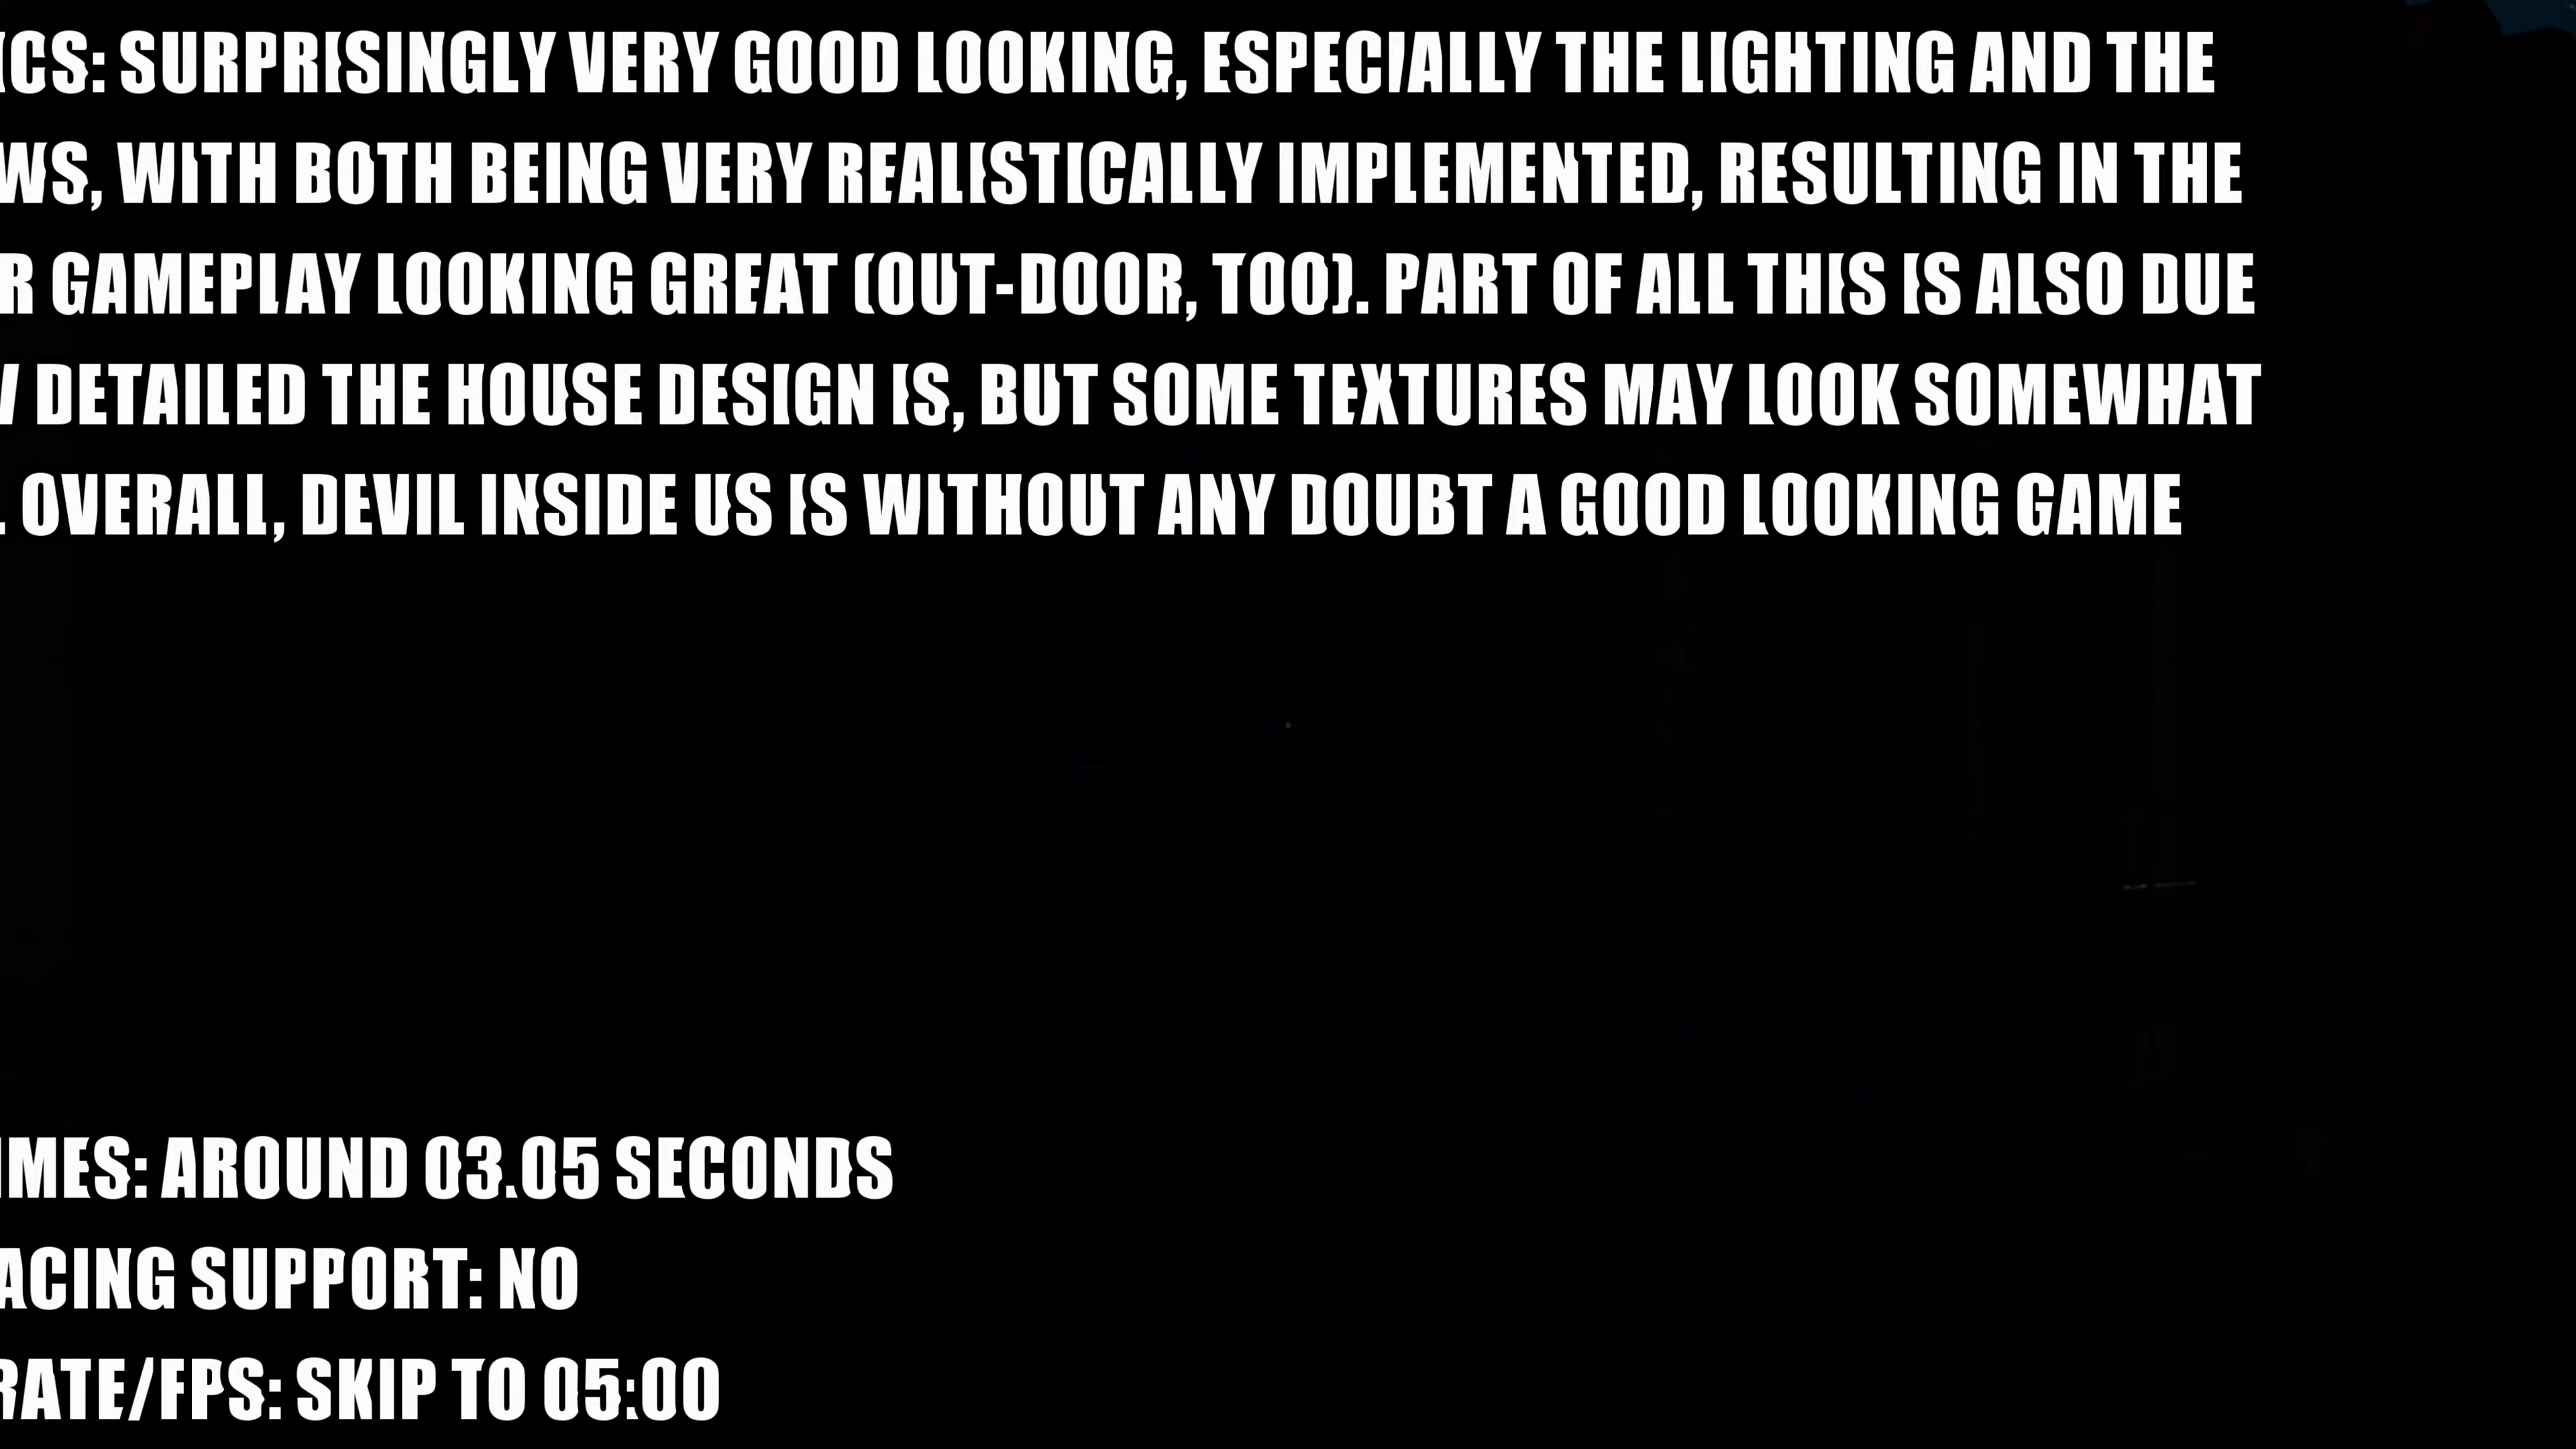 ICS: SURPRISINGLY VERY GOOD LOOKING, ESPECIALLY THE LIGHTING AND THE
WS, WITH BOTH BEING VERY REALISTICALLY IMPLEMENTED, RESULTING IN THE
R GAMEPLAY LOOKING GREAT (OUT-DOOR, TOO). PART OF ALL THIS IS ALSO DUE
DETAILED THE HOUSE DESIGN IS, BUT SOME TEXTURES MAY LOOK SOMEWHAT
OVERALL, DEVIL INSIDE US IS WITHOUT ANY DOUBT A GOOD LOOKING GAME
IMES: AROUND 03.05 SECONDS
ACING SUPPORT: NO
RATE/FPS: SKIP TO 05:00